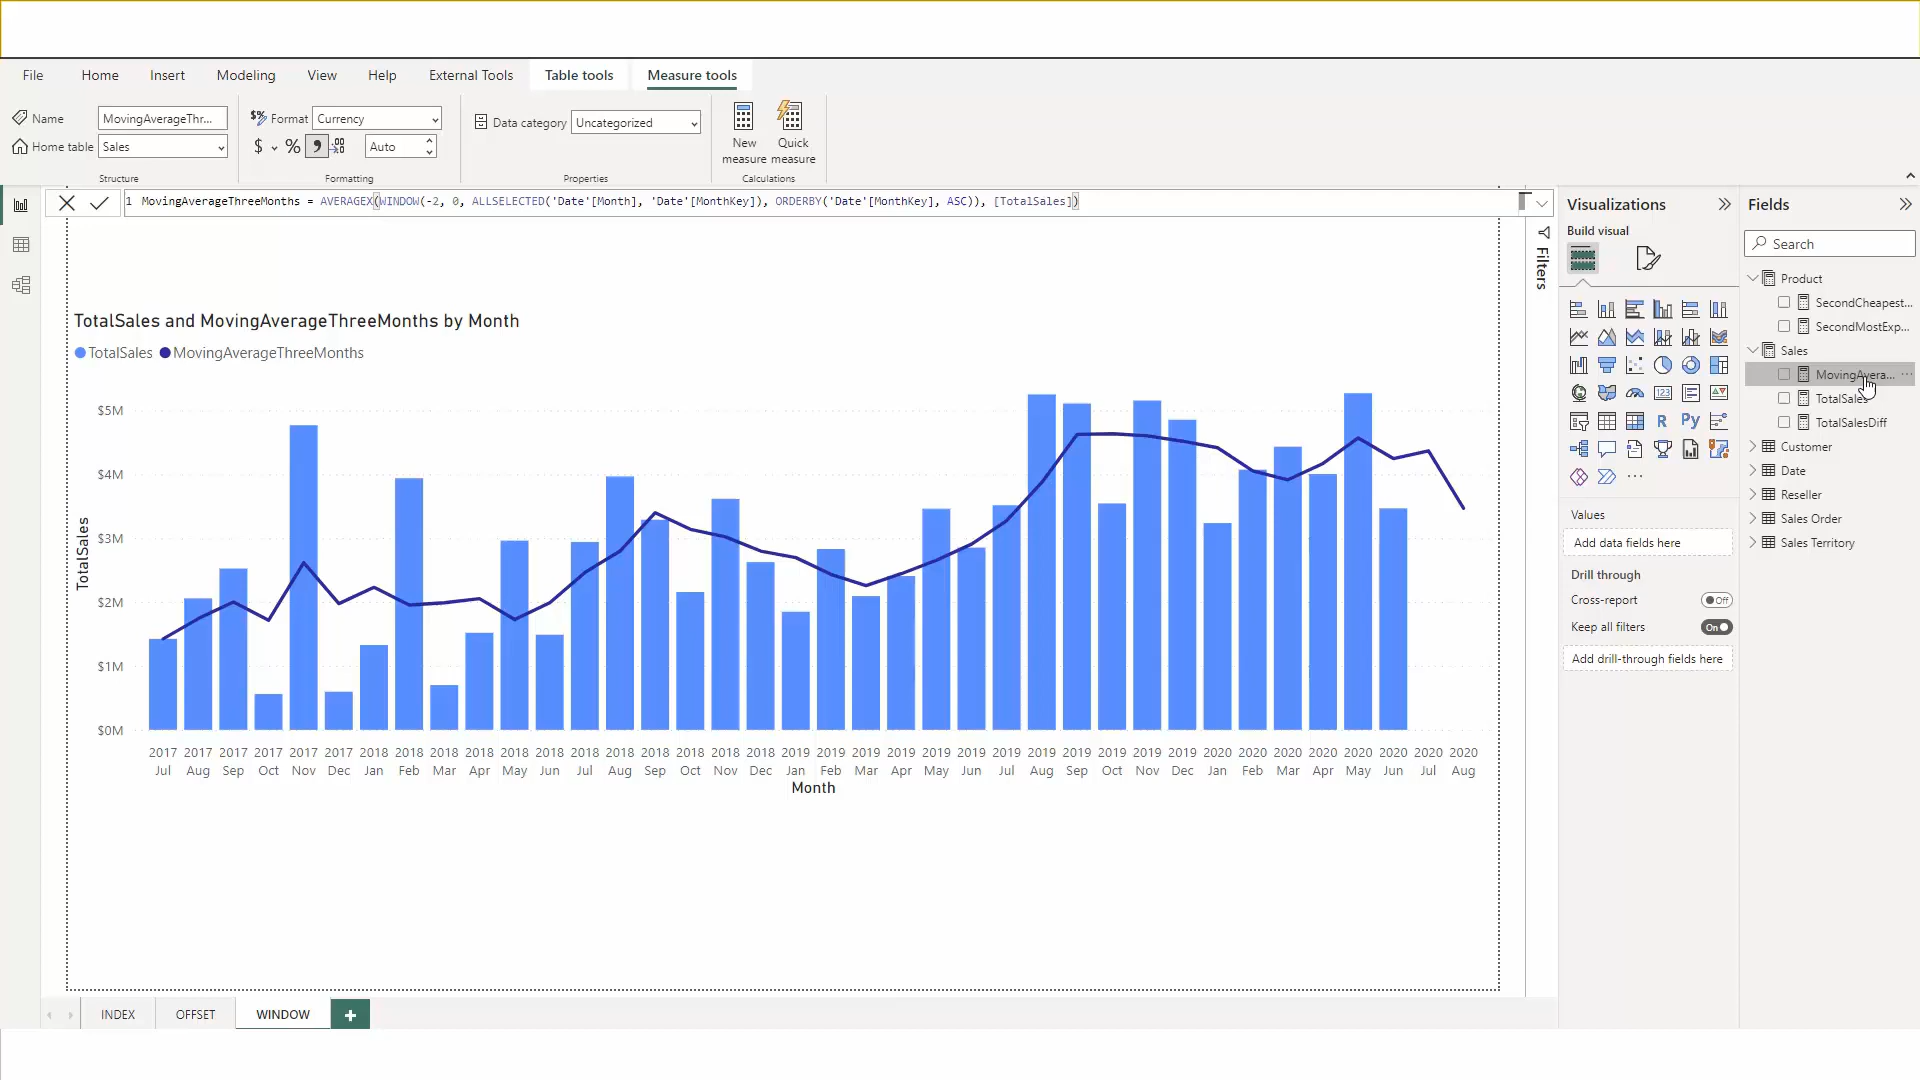 File Home Insert Modeling View Help External Tools Table tools Measure tools
Name MovingAverageThr... Format Currency Data category Uncategorized New measure Quick measure
Home table Sales $ % Auto
Structure Formatting Properties Calculations
1 MovingAverageThreeMonths = AVERAGEX(WINDOW(-2, 0, ALLSELECTED('Date'[Month], 'Date'[MonthKey]), ORDERBY('Date'[MonthKey], ASC)), [TotalSales])
TotalSales and MovingAverageThreeMonths by Month
TotalSales MovingAverageThreeMonths
TotalSales
$5M
$4M
$3M
$2M
$1M
$0M
2017 2017 2017 2017 2017 2017 2018 2018 2018 2018 2018 2018 2018 2018 2018 2018 2018 2018 2019 2019 2019 2019 2019 2019 2019 2019 2019 2019 2019 2019 2020 2020 2020 2020 2020 2020 2020 2020
Jul Aug Sep Oct Nov Dec Jan Feb Mar Apr May Jun Jul Aug Sep Oct Nov Dec Jan Feb Mar Apr May Jun Jul Aug Sep Oct Nov Dec Jan Feb Mar Apr May Jun Jul Aug
Month
INDEX OFFSET WINDOW +
Filters
Visualizations
Build visual
123
R Py
...
Values
Add data fields here
Drill through
Cross-report Off
Keep all filters On
Add drill-through fields here
Fields
Search
Product
SecondCheapest...
SecondMostExp...
Sales
MovingAvera... ...
TotalSales
TotalSalesDiff
Customer
Date
Reseller
Sales Order
Sales Territory